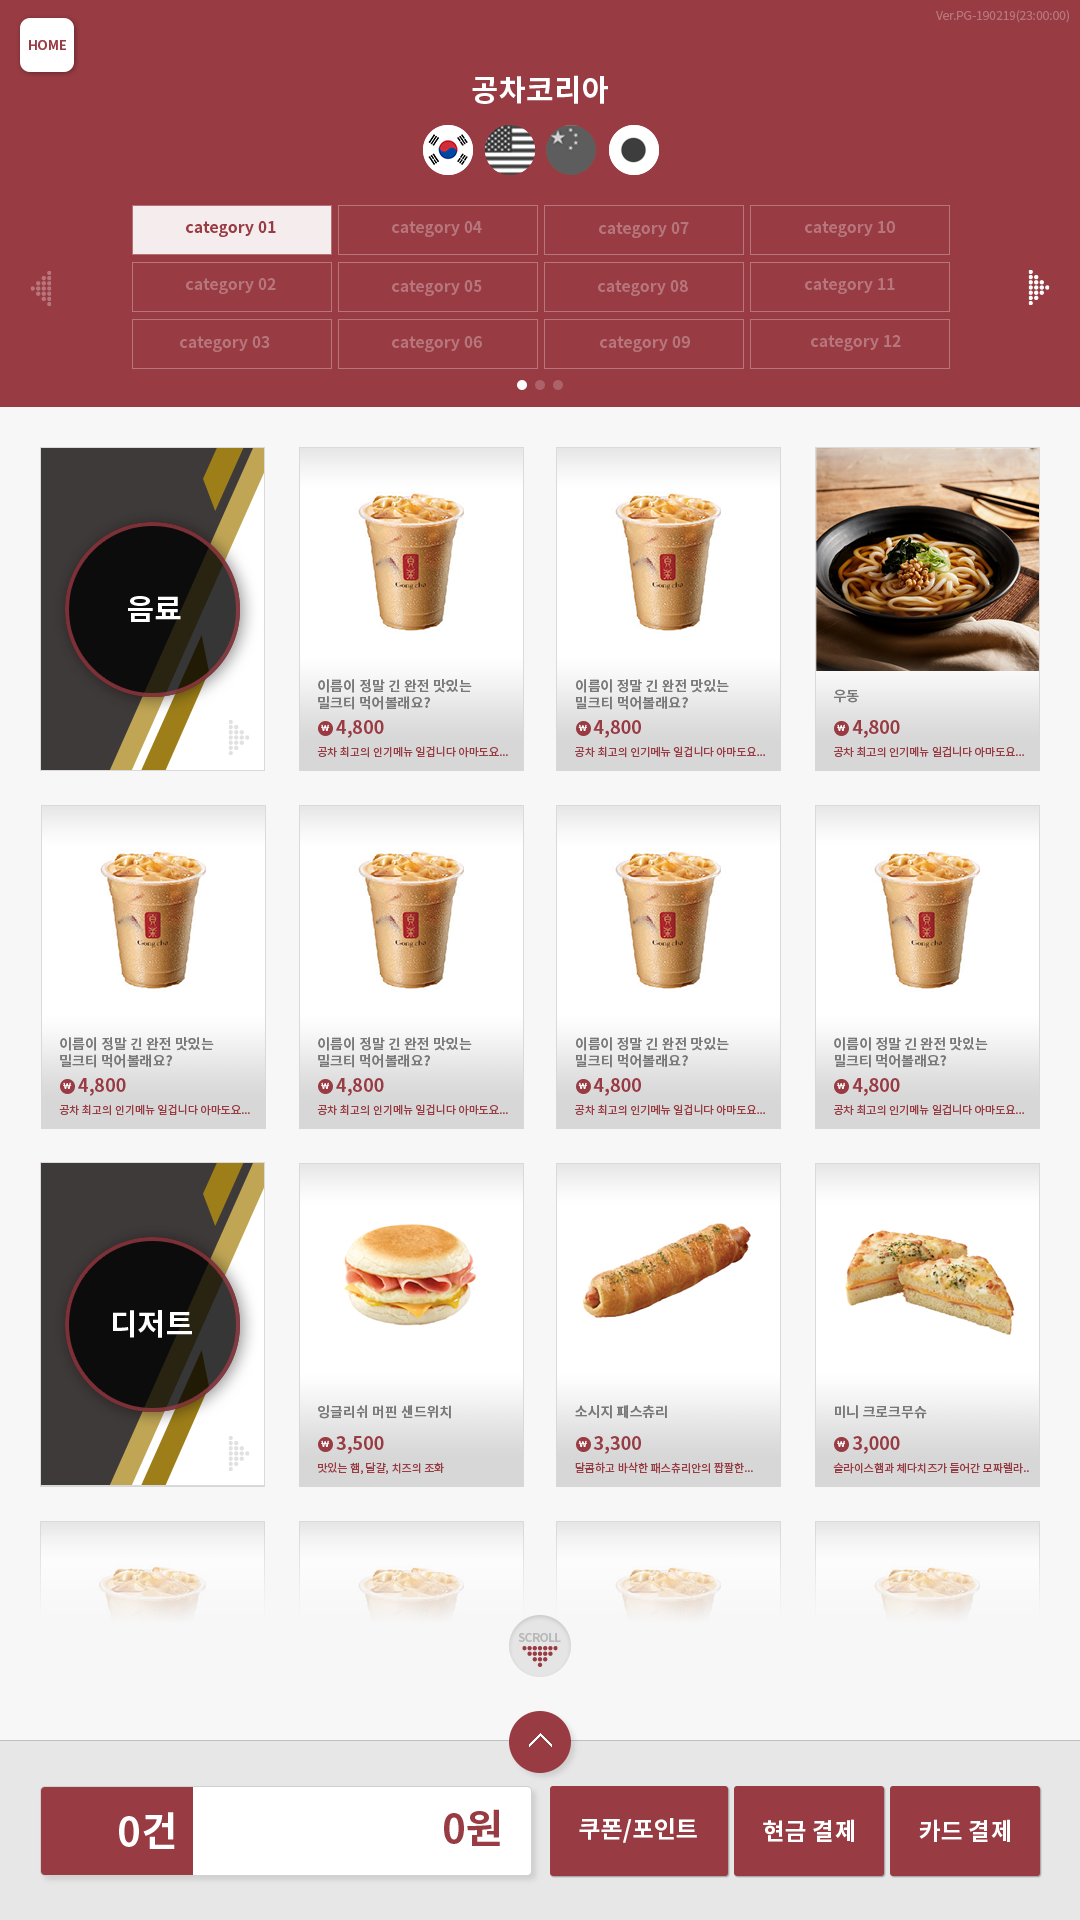 Ver.PG-190219(23:00:00)
HOME
공차코리아
category 01
category 04
category 07
category 10
category 02
category 05
category 08
category 11
category 03
category 06
category 09
category 12
음료
이름이 정말 긴 완전 맛있는
밀크티 먹어볼래요?
₩ 4,800
공차 최고의 인기메뉴 일겁니다 아마도요...
이름이 정말 긴 완전 맛있는
밀크티 먹어볼래요?
₩ 4,800
공차 최고의 인기메뉴 일겁니다 아마도요...
우동
₩ 4,800
공차 최고의 인기메뉴 일겁니다 아마도요...
이름이 정말 긴 완전 맛있는
밀크티 먹어볼래요?
₩ 4,800
공차 최고의 인기메뉴 일겁니다 아마도요...
이름이 정말 긴 완전 맛있는
밀크티 먹어볼래요?
₩ 4,800
공차 최고의 인기메뉴 일겁니다 아마도요...
이름이 정말 긴 완전 맛있는
밀크티 먹어볼래요?
₩ 4,800
공차 최고의 인기메뉴 일겁니다 아마도요...
이름이 정말 긴 완전 맛있는
밀크티 먹어볼래요?
₩ 4,800
공차 최고의 인기메뉴 일겁니다 아마도요...
디저트
잉글리쉬 머핀 샌드위치
₩ 3,500
맛있는 햄, 달걀, 치즈의 조화
소시지 패스츄리
₩ 3,300
달콤하고 바삭한 패스츄리안의 짭짤한...
미니 크로크무슈
₩ 3,000
슬라이스햄과 체다치즈가 들어간 모짜렐라..
SCROLL
0건
0원
쿠폰/포인트
현금 결제
카드 결제